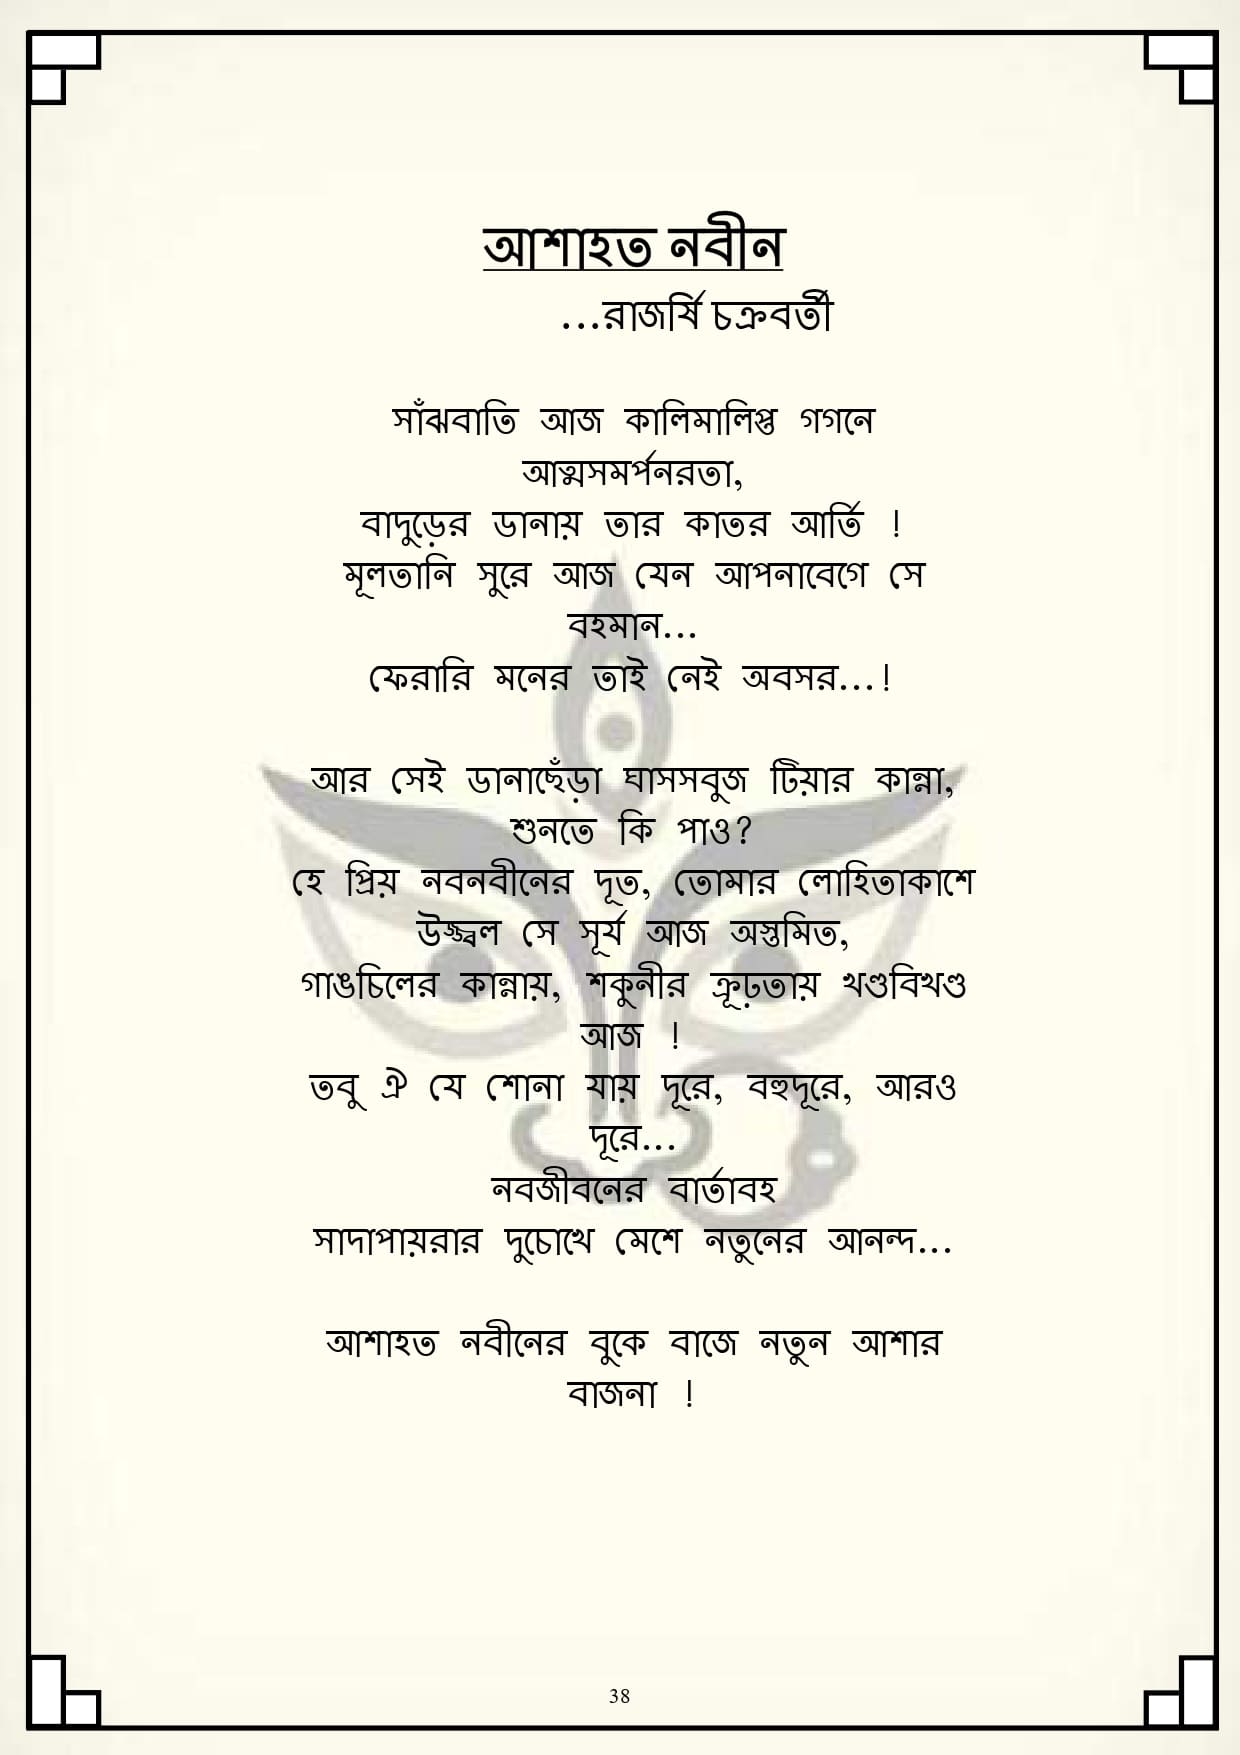 আশাহত নবীন
...রাজর্ষি চক্রবর্তী
সাঁঝবাতি আজ কালিমালিপ্ত গগনে
আত্মসমর্পনরতা,
বাদুড়ের ডানায় তার কাতর আর্তি !
মূলতানি সুরে আজ যেন আপনাবেগে সে
বহমান...
ফেরারি মনের তাই নেই অবসর...!
আর সেই ডানাছেঁড়া ঘাসসবুজ টিয়ার কান্না,
শুনতে কি পাও?
হে প্রিয় নবনবীনের দূত, তোমার লোহিতাকাশে
উজ্জ্বল সে সূর্য আজ অস্তমিত,
গাঙচিলের কান্নায়, শকুনীর ক্রূঢ়তায় খণ্ডবিখণ্ড
আজ !
তবু ঐ যে শোনা যায় দূরে, বহুদূরে, আরও
দূরে...
নবজীবনের বার্তাবহ
সাদাপায়রার দুচোখে মেশে নতুনের আনন্দ...
আশাহত নবীনের বুকে বাজে নতুন আশার
বাজনা !
38